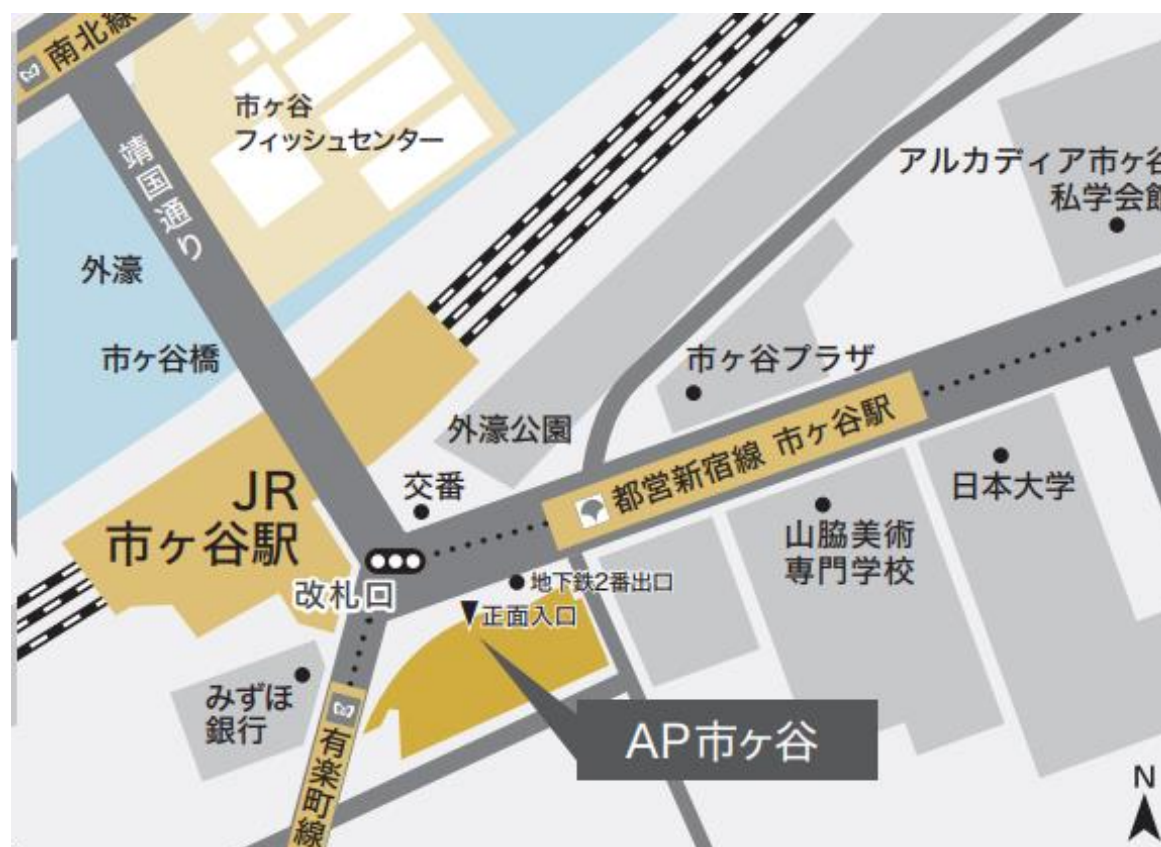 南北線
市ヶ谷
フィッシュセンター
靖国通り
アルカディア市ヶ谷
私学会館
外濠
市ヶ谷橋
市ヶ谷プラザ
外濠公園
都営新宿線 市ヶ谷駅
JR
市ヶ谷駅
交番
日本大学
山脇美術
専門学校
改札口
地下鉄2番出口
正面入口
みずほ
銀行
有楽町線
AP市ヶ谷
N